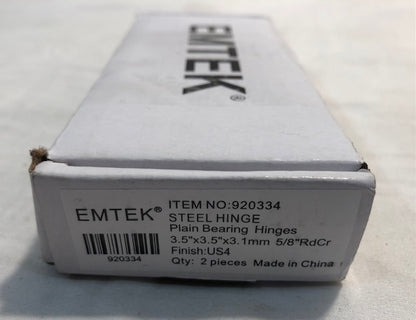 EMTEK®
EMTEK®
920334
ITEM NO:920334
STEEL HINGE
Plain Bearing Hinges
3.5"x3.5"x3.1mm 5/8"RdCr
Finish:US4
Qty: 2 pieces Made in China